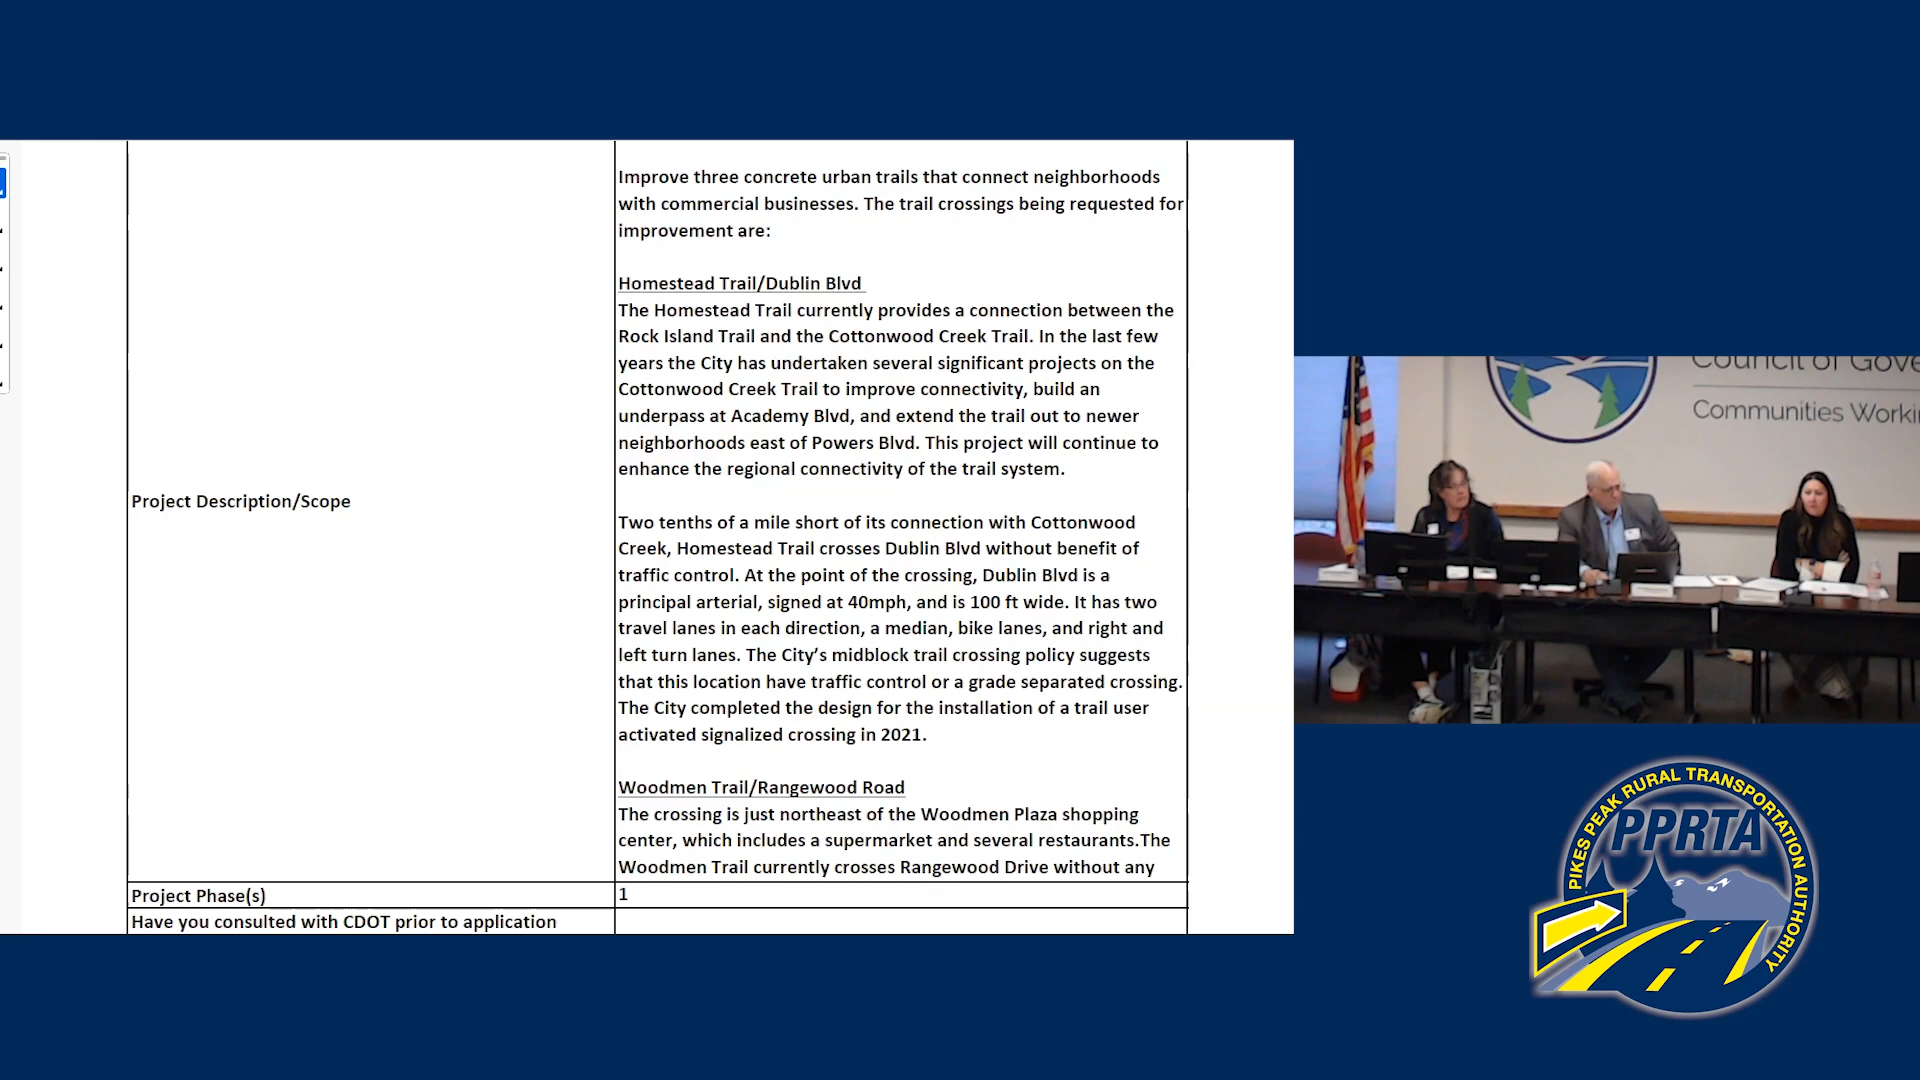 Improve three concrete urban trails that connect neighborhoods
with commercial businesses. The trail crossings being requested for
improvement are:
Homestead Trail/Dublin Blvd
The Homestead Trail currently provides a connection between the
Rock Island Trail and the Cottonwood Creek Trail. In the last few
years the City has undertaken several significant projects on the
Cottonwood Creek Trail to improve connectivity, build an
underpass at Academy Blvd, and extend the trail out to newer
neighborhoods east of Powers Blvd. This project will continue to
enhance the regional connectivity of the trail system.
Project Description/Scope
Two tenths of a mile short of its connection with Cottonwood
Creek, Homestead Trail crosses Dublin Blvd without benefit of
traffic control. At the point of the crossing, Dublin Blvd is a
principal arterial, signed at 40mph, and is 100 ft wide. It has two
travel lanes in each direction, a median, bike lanes, and right and
left turn lanes. The City’s midblock trail crossing policy suggests
that this location have traffic control or a grade separated crossing.
The City completed the design for the installation of a trail user
activated signalized crossing in 2021.
Woodmen Trail/Rangewood Road
The crossing is just northeast of the Woodmen Plaza shopping
center, which includes a supermarket and several restaurants.The
Woodmen Trail currently crosses Rangewood Drive without any
Project Phase(s)
1
Have you consulted with CDOT prior to application
Council of Gove
Communities Workin
PIKES PEAK RURAL TRANSPORTATION AUTHORITY
PPRTA